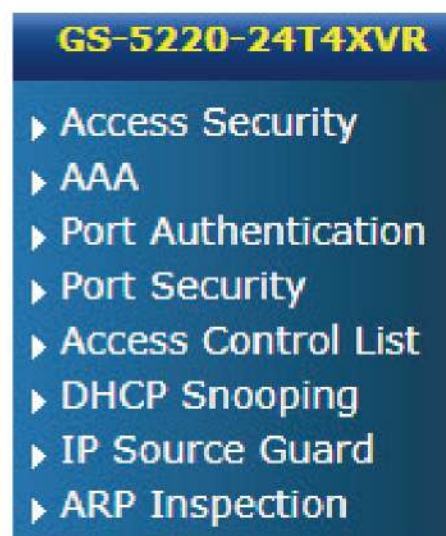 GS-5220-24T4XVR
Access Security
AAA
Port Authentication
Port Security
Access Control List
DHCP Snooping
IP Source Guard
ARP Inspection